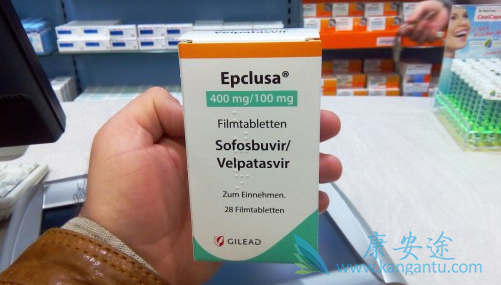 Epclusa®
400 mg/100 mg
Filmtabletten
Sofosbuvir/
Velpatasvir
Zum Einnehmen.
28 Filmtabletten
GILEAD
康安途
www.kangantu.com